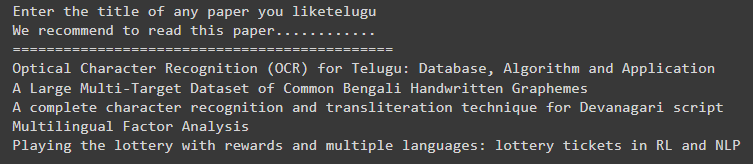 Enter the title of any paper you liketelugu
We recommend to read this paper............
=============================================
Optical Character Recognition (OCR) for Telugu: Database, Algorithm and Application
A Large Multi-Target Dataset of Common Bengali Handwritten Graphemes
A complete character recognition and transliteration technique for Devanagari script
Multilingual Factor Analysis
Playing the lottery with rewards and multiple languages: lottery tickets in RL and NLP